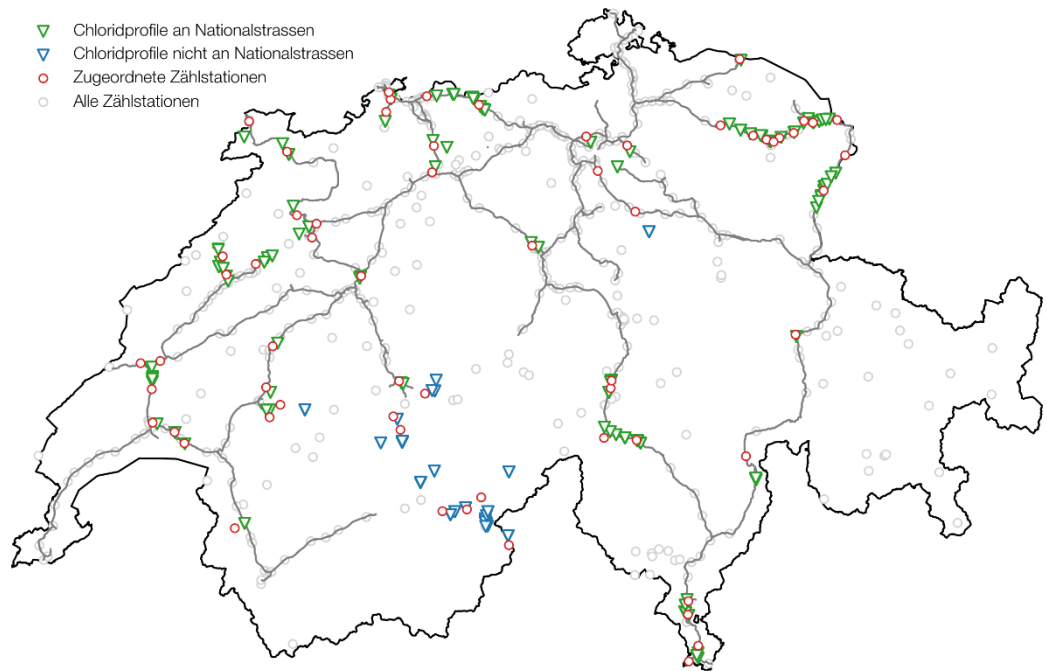 Chloridprofile an Nationalstrassen
Chloridprofile nicht an Nationalstrassen
Zugeordnete Zählstationen
Alle Zählstationen